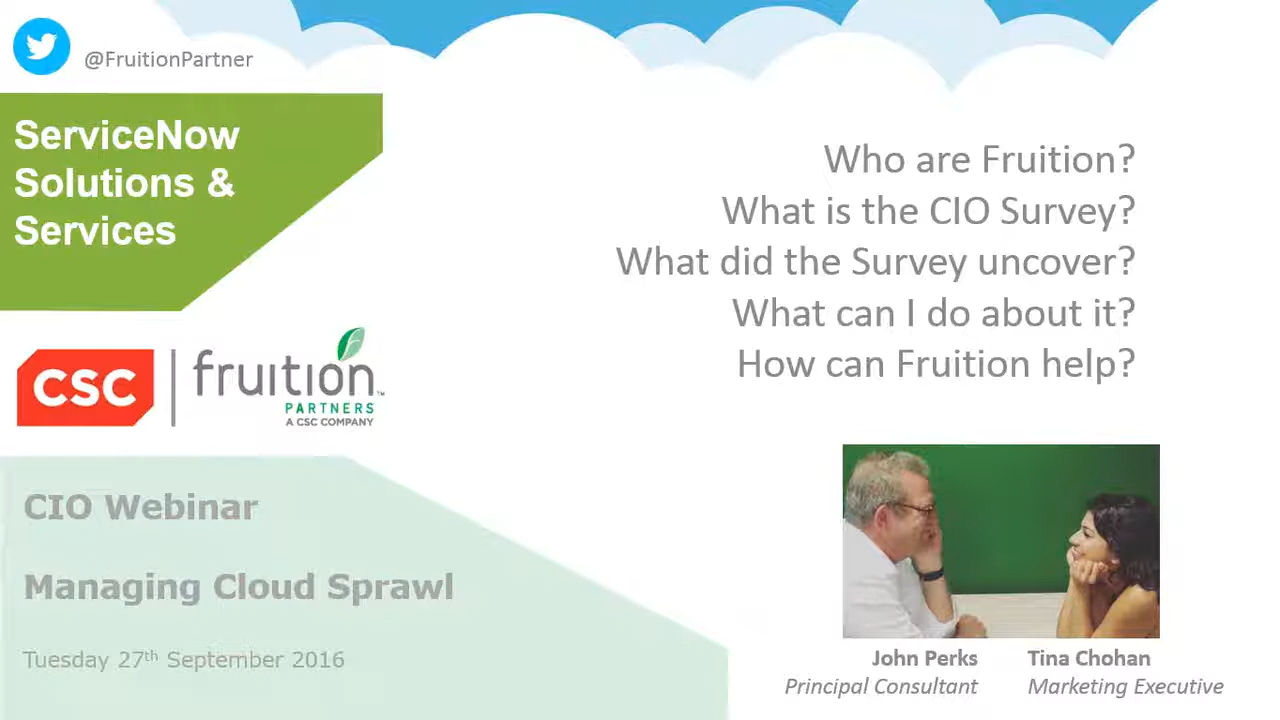 @FruitionPartner
ServiceNow
Solutions &
Services
Who are Fruition?
What is the CIO Survey?
What did the Survey uncover?
What can I do about it?
How can Fruition help?
CSC
fruition™
PARTNERS
A CSC COMPANY
CIO Webinar
Managing Cloud Sprawl
Tuesday 27th September 2016
John Perks
Principal Consultant
Tina Chohan
Marketing Executive